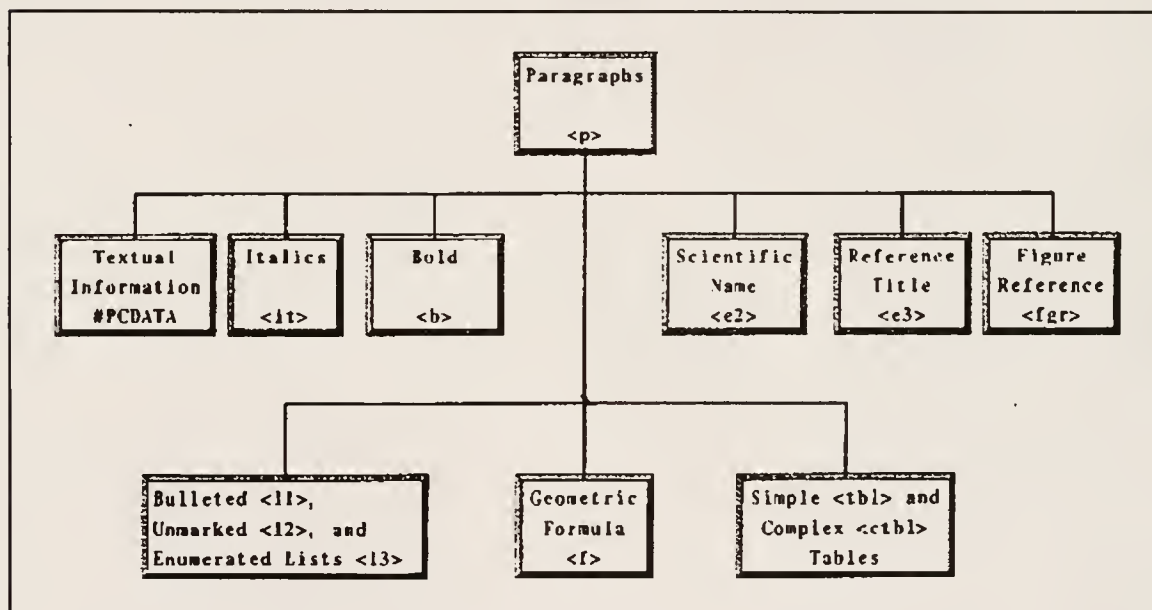 Paragraphs
<p>
Textual
Information
#PCDATA
Italics
<it>
Bold
<b>
Scientific
Name
<e2>
Reference
Title
<e3>
Figure
Reference
<fgr>
Bulleted <l1>,
Unmarked <l2>, and
Enumerated Lists <l3>
Geometric
Formula
<f>
Simple <tbl> and
Complex <ctbl>
Tables